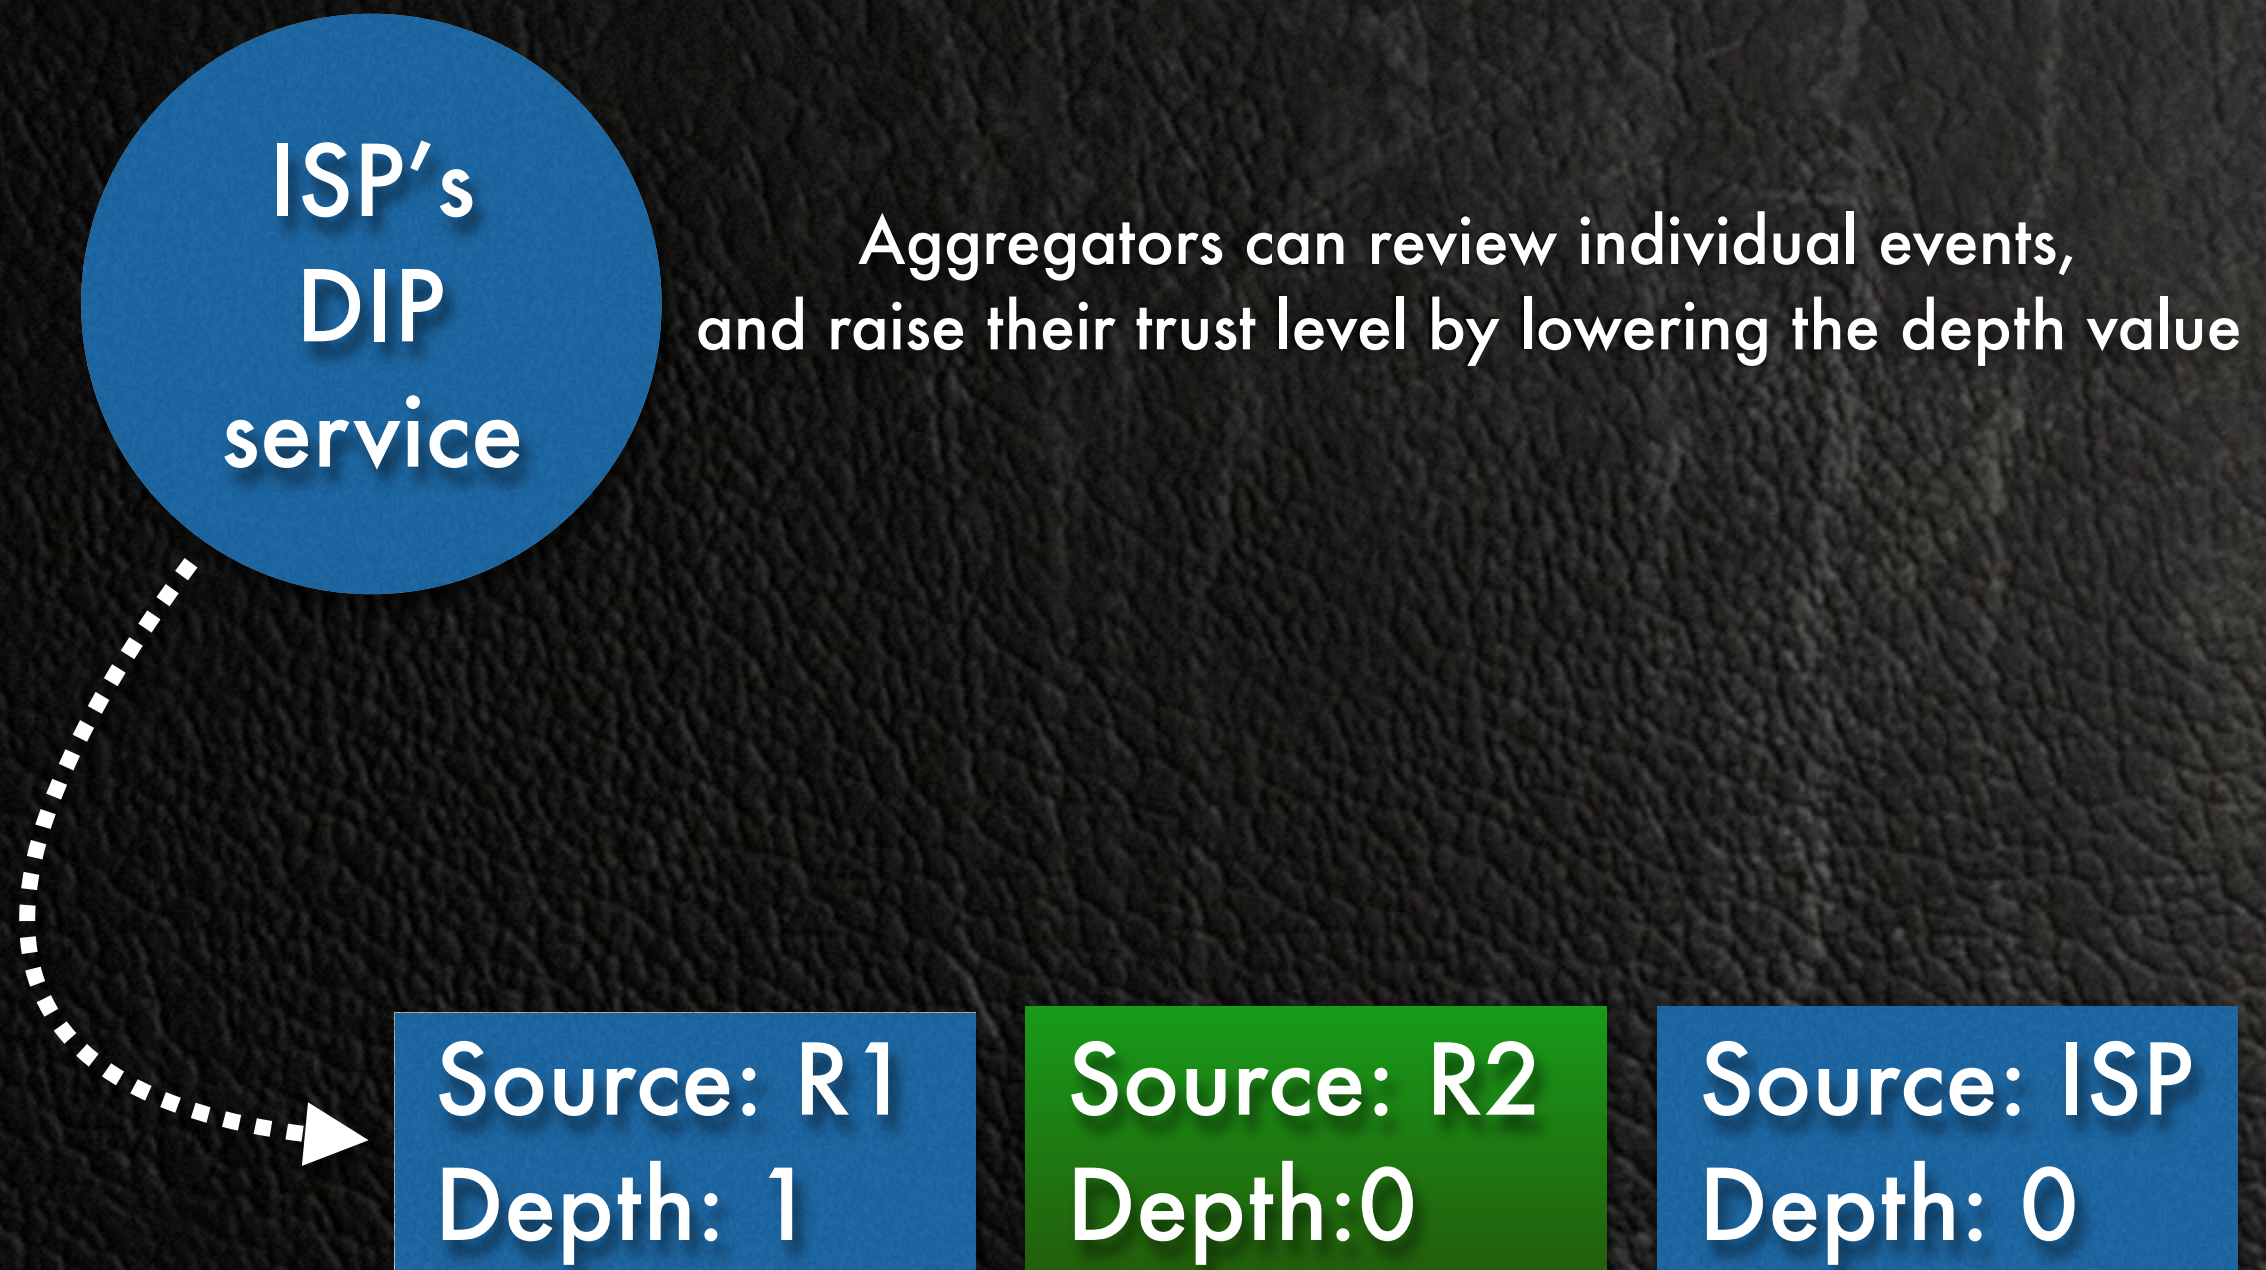 ISP’s
DIP
service
Aggregators can review individual events,
and raise their trust level by lowering the depth value
Source: R1
Depth: 1
Source: R2
Depth:0
Source: ISP
Depth: 0